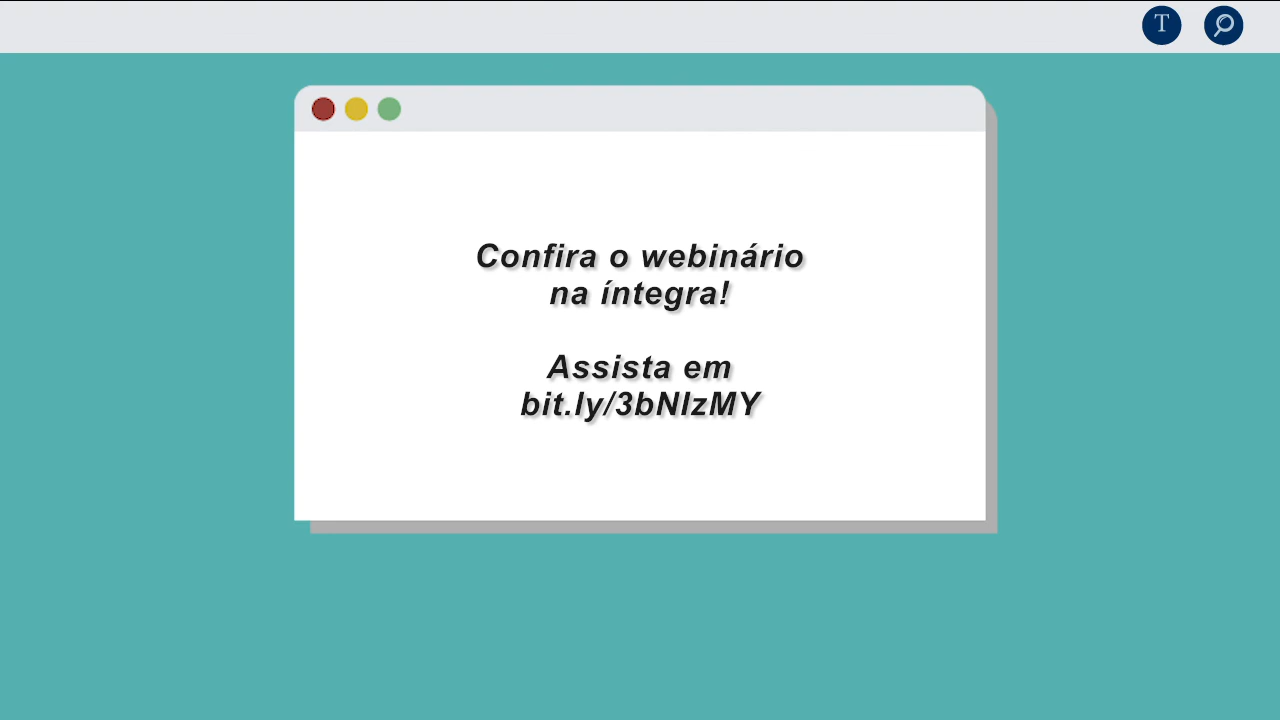 T
Confira o webinário
na íntegra!
Assista em
bit.ly/3bNIzMY